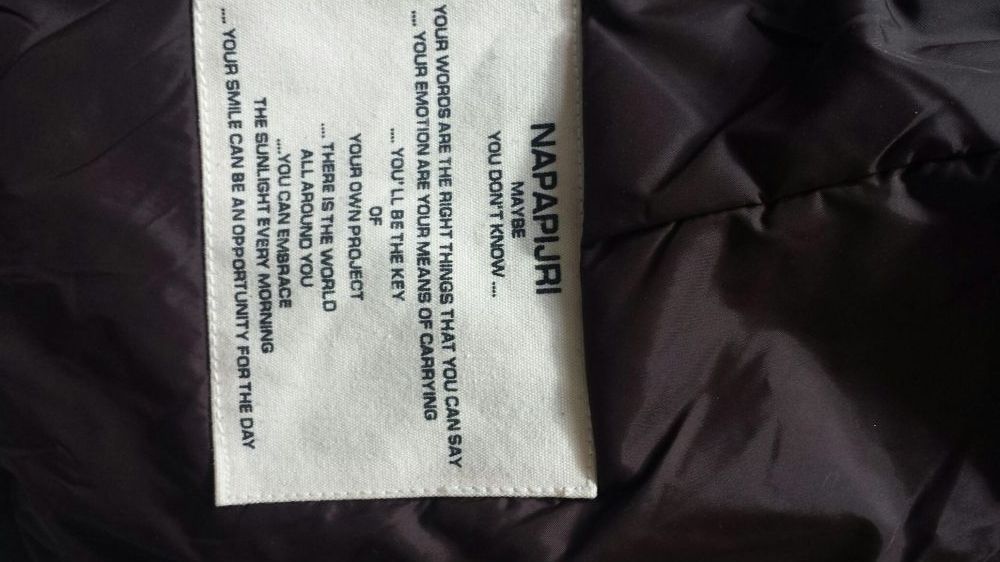 NAPAPIJRI
MAYBE
YOU DON'T KNOW ....
YOUR WORDS ARE THE RIGHT THINGS THAT YOU CAN SAY
.... YOUR EMOTION ARE YOUR MEANS OF CARRYING
.... YOU'LL BE THE KEY
OF
YOUR OWN PROJECT
.... THERE IS THE WORLD
ALL AROUND YOU
....YOU CAN EMBRACE
THE SUNLIGHT EVERY MORNING
.... YOUR SMILE CAN BE AN OPPORTUNITY FOR THE DAY